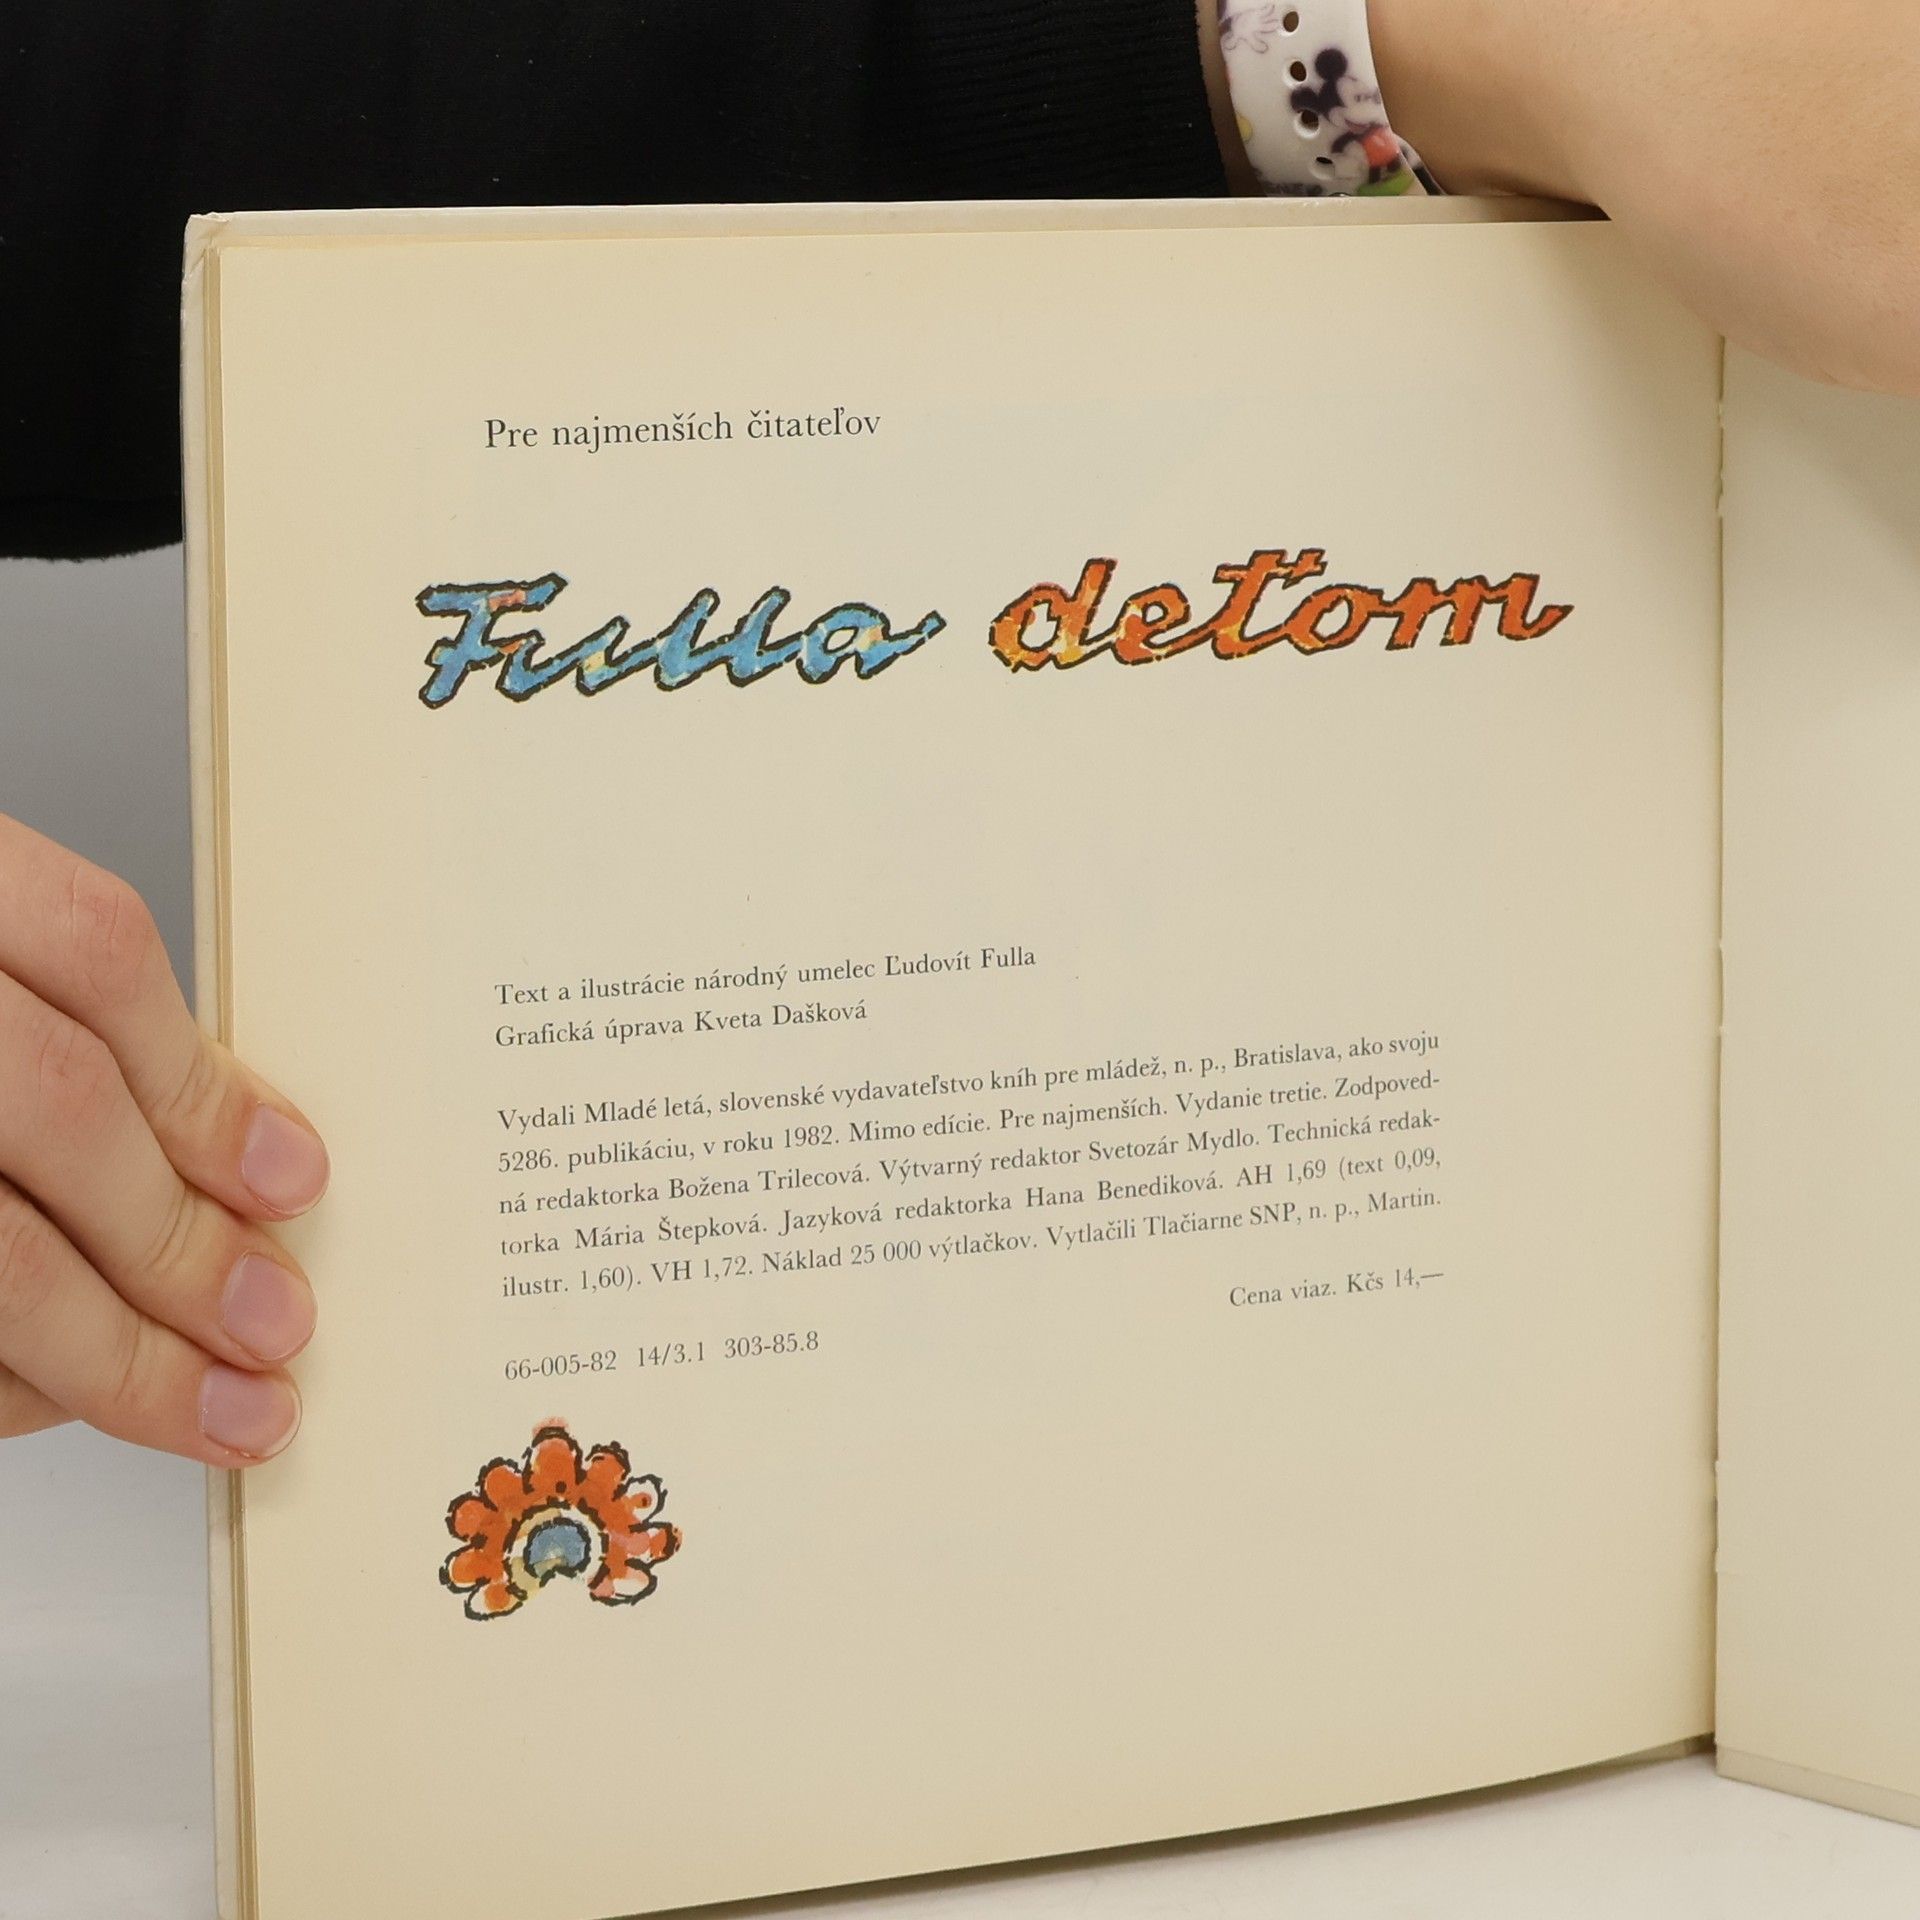 Pre najmenších čitateľov
Fulla deťom
Text a ilustrácie národný umelec Ľudovít Fulla
Grafická úprava Kveta Dašková
Vydali Mladé letá, slovenské vydavateľstvo kníh pre mládež, n. p., Bratislava, ako svoju
5286. publikáciu, v roku 1982. Mimo edície. Pre najmenších. Vydanie tretie. Zodpoved-
ná redaktorka Božena Trilecová. Výtvarný redaktor Svetozár Mydlo. Technická redak-
torka Mária Štepková. Jazyková redaktorka Hana Benediková. AH 1,69 (text 0,09,
ilustr. 1,60). VH 1,72. Náklad 25 000 výtlačkov. Vytlačili Tlačiarne SNP, n. p., Martin.
Cena viaz. Kčs 14,—
66-005-82 14/3.1 303-85.8